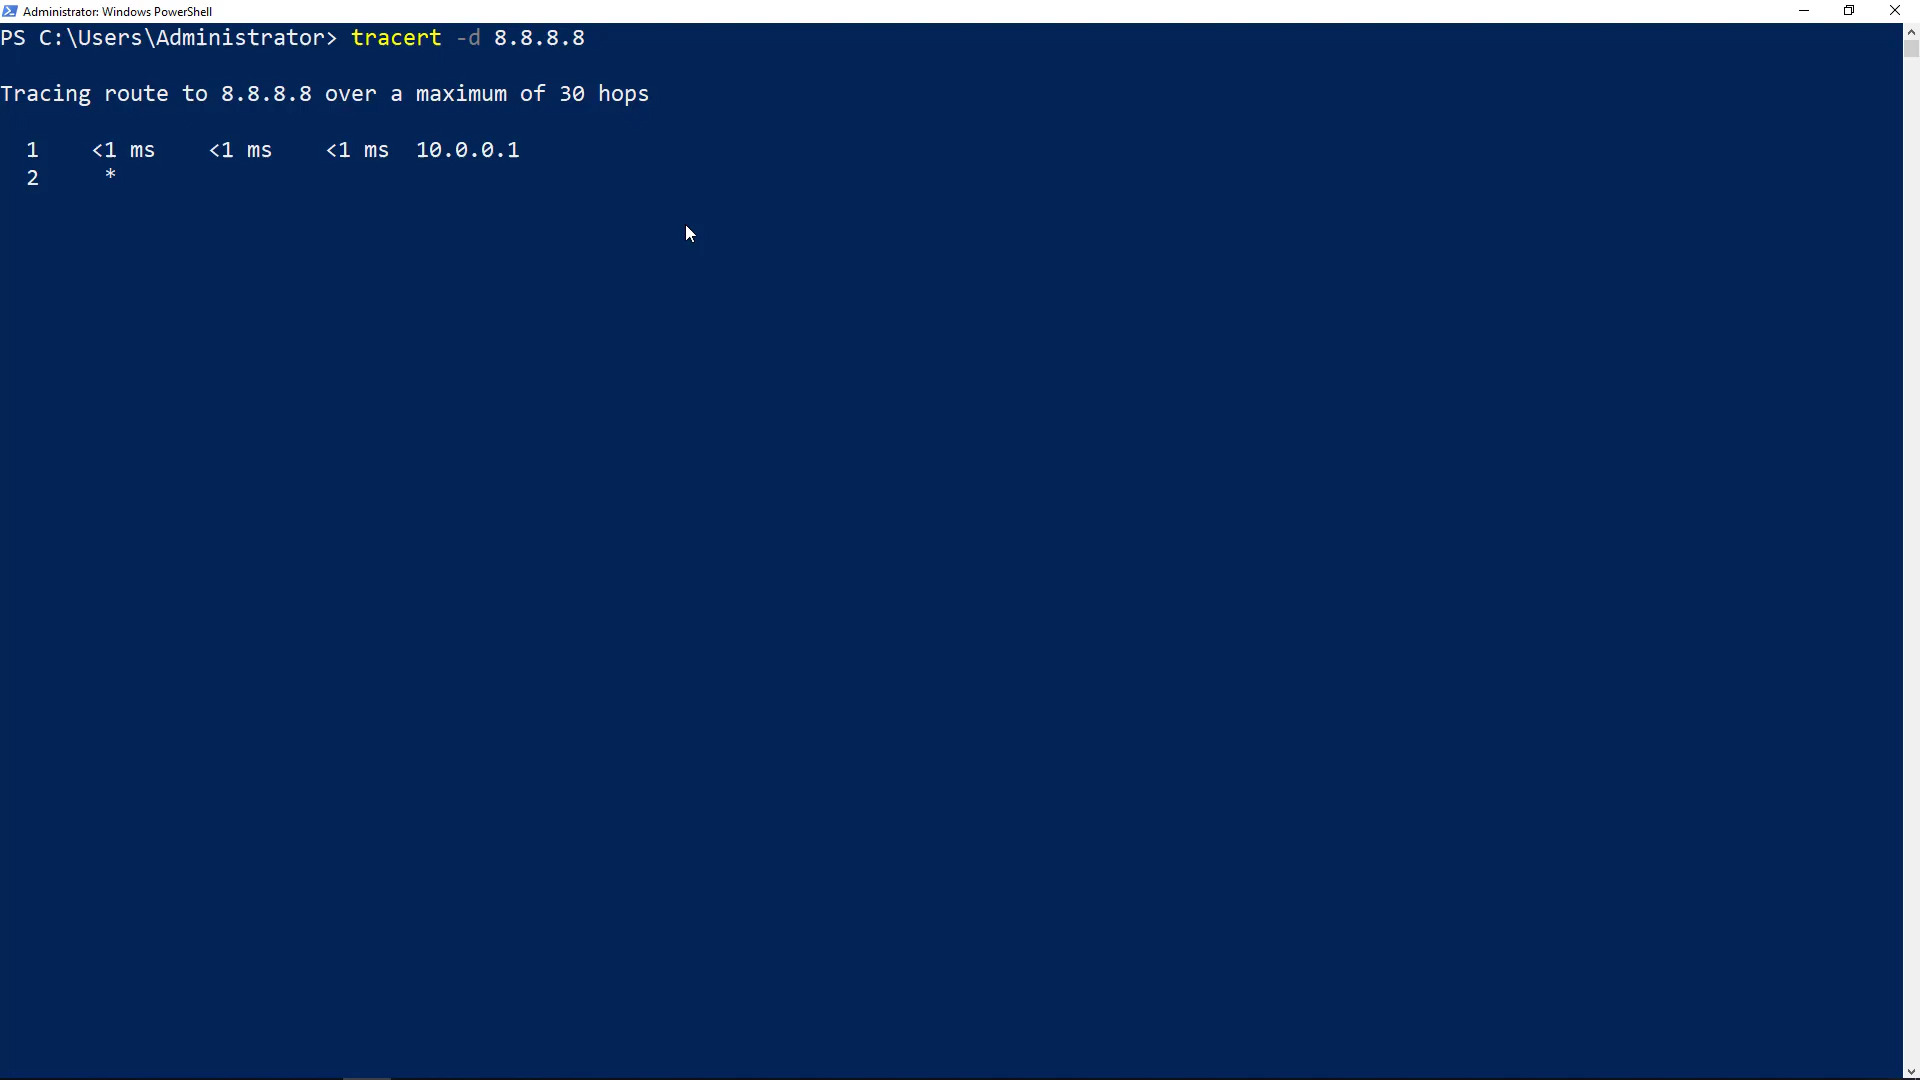 Administrator: Windows PowerShell
PS C:\Users\Administrator> tracert -d 8.8.8.8
Tracing route to 8.8.8.8 over a maximum of 30 hops
1 <1 ms <1 ms <1 ms 10.0.0.1
2 *